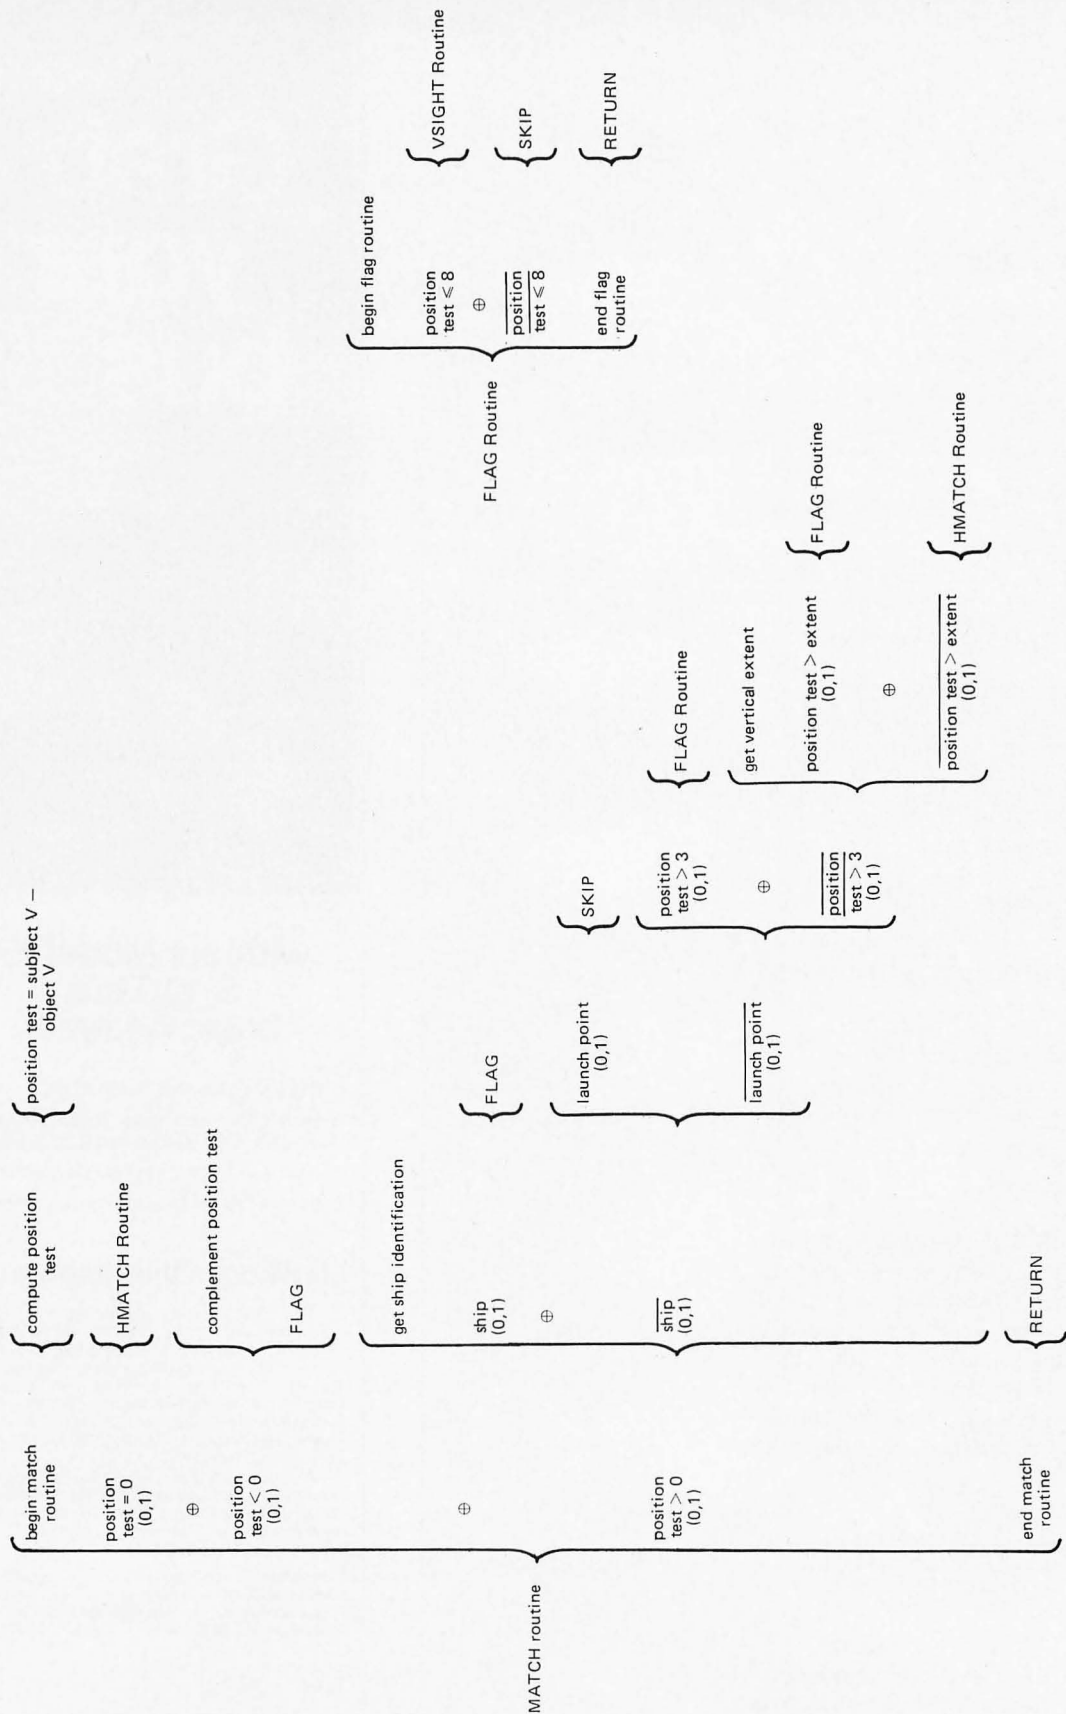 MATCH routine
begin match
routine
compute position
test
position test = subject V –
object V
position
test = 0
(0,1)
HMATCH Routine
⊕
position
test < 0
(0,1)
complement position test
FLAG
⊕
position
test > 0
(0,1)
get ship identification
ship
(0,1)
FLAG
⊕
ship
(0,1)
launch point
(0,1)
SKIP
launch point
(0,1)
position
test > 3
(0,1)
FLAG Routine
⊕
position
test > 3
(0,1)
get vertical extent
position test > extent
(0,1)
FLAG Routine
⊕
position test > extent
(0,1)
HMATCH Routine
end match
routine
RETURN
FLAG Routine
begin flag routine
position
test ⩽ 8
VSIGHT Routine
⊕
position
test ⩽ 8
SKIP
end flag
routine
RETURN